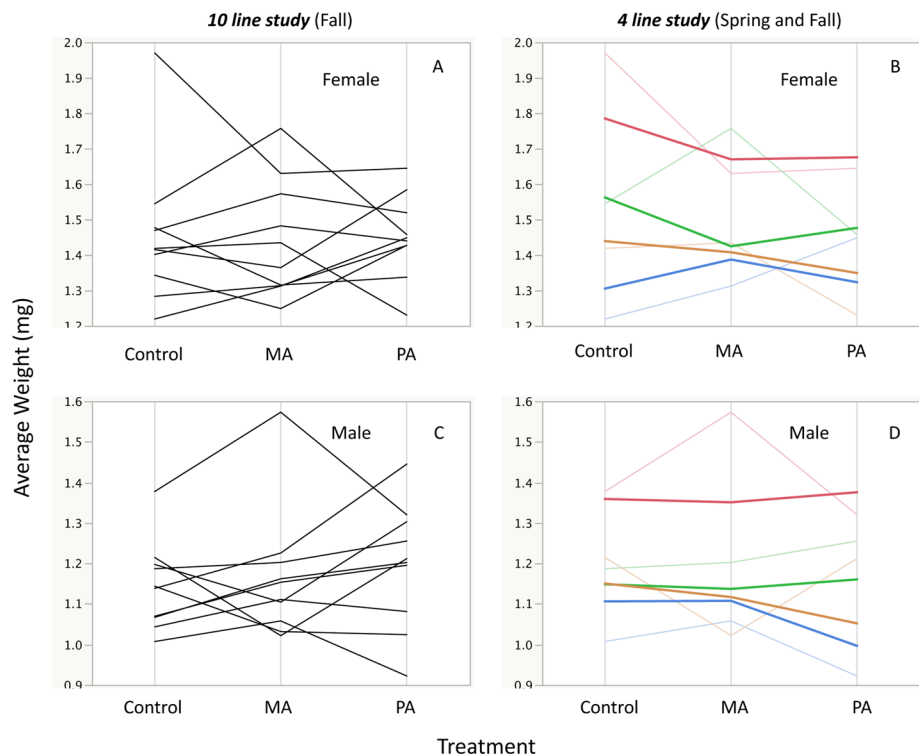 10 line study (Fall)
4 line study (Spring and Fall)
2.0
1.9
1.8
1.7
1.6
1.5
1.4
1.3
1.2
Female
A
Control
MA
PA
2.0
1.9
1.8
1.7
1.6
1.5
1.4
1.3
1.2
Female
B
Control
MA
PA
Average Weight (mg)
1.6
1.5
1.4
1.3
1.2
1.1
1.0
0.9
Male
C
Control
MA
PA
1.6
1.5
1.4
1.3
1.2
1.1
1.0
0.9
Male
D
Control
MA
PA
Treatment